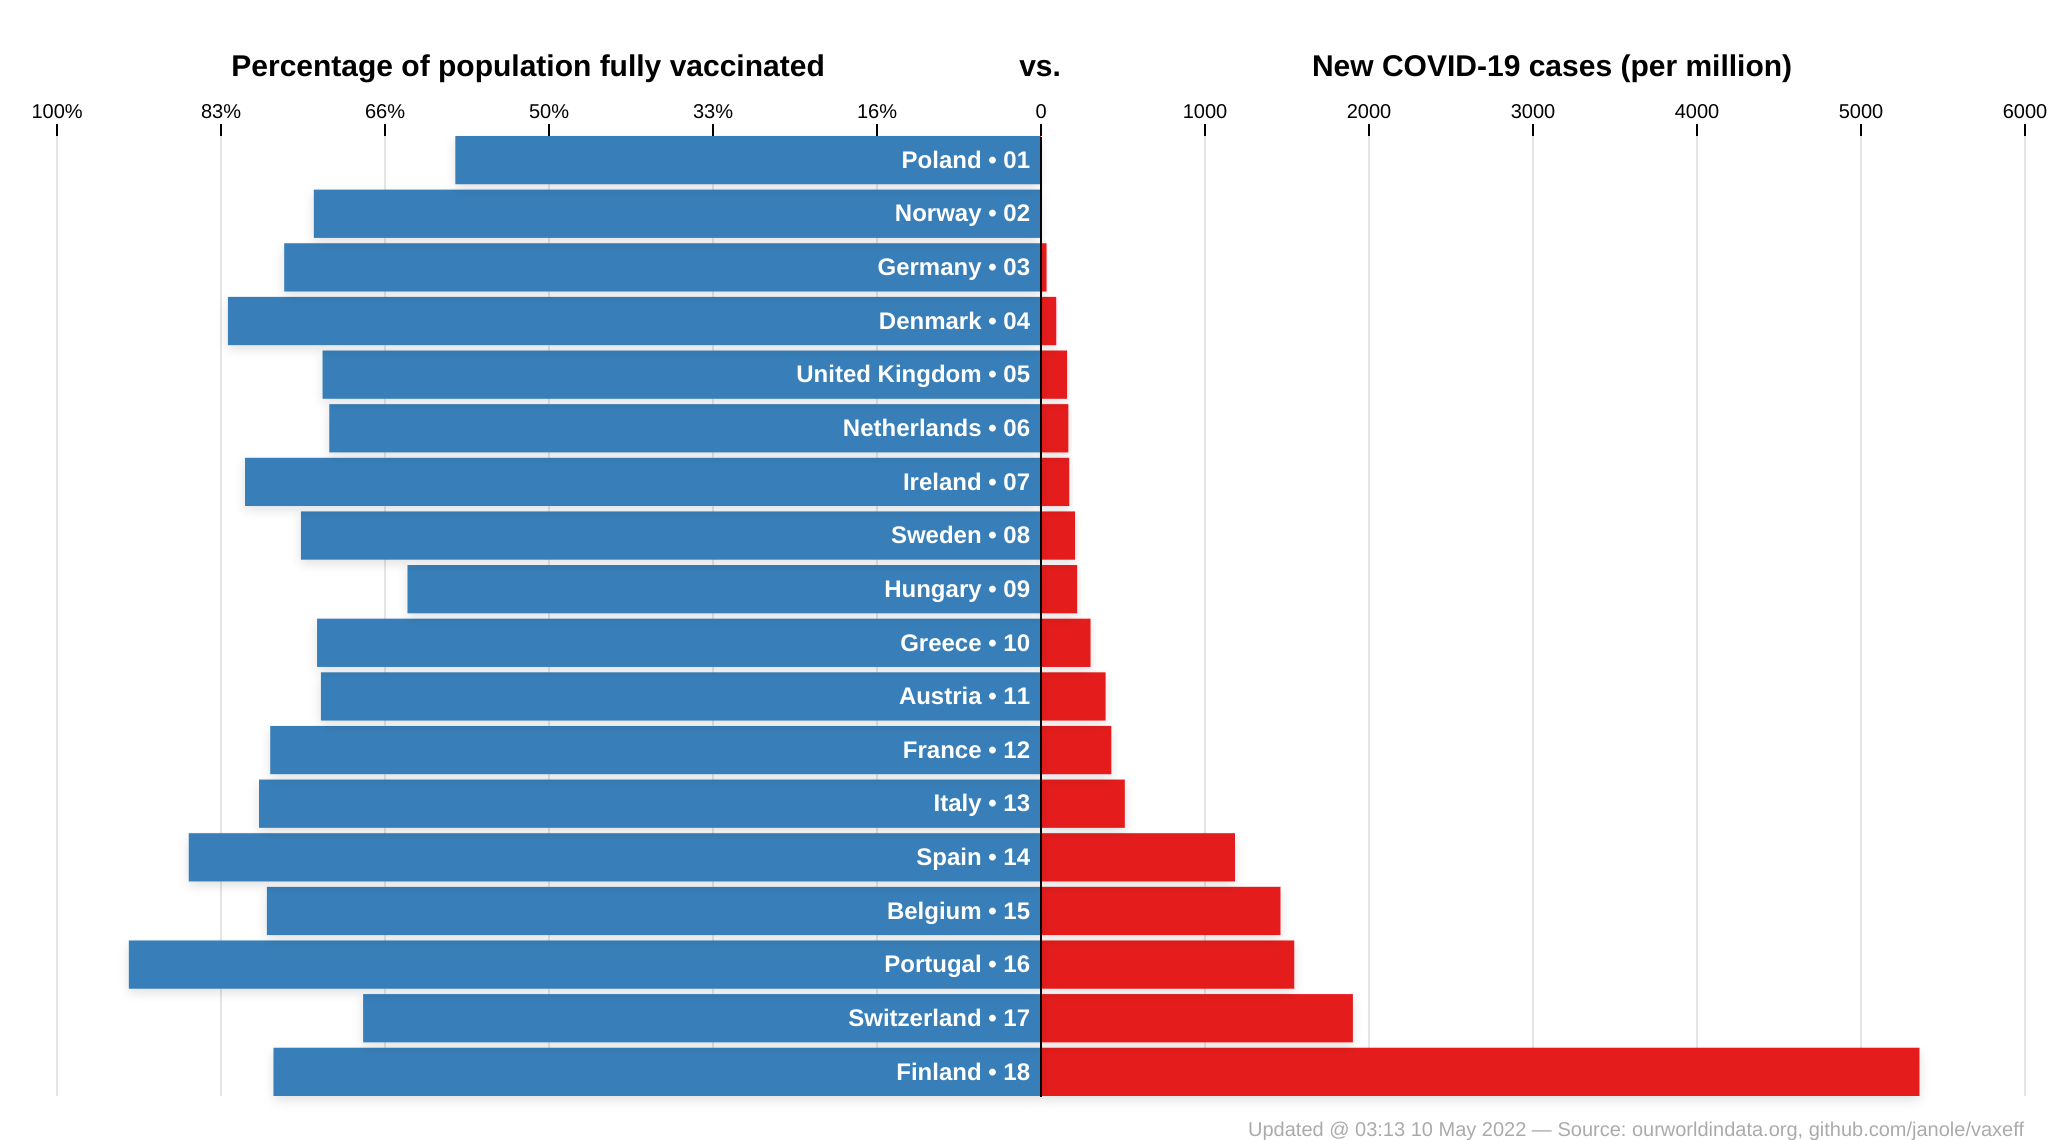 Percentage of population fully vaccinated vs. New COVID-19 cases (per million)
100% 83% 66% 50% 33% 16% 0 1000 2000 3000 4000 5000 6000
Poland • 01
Norway • 02
Germany • 03
Denmark • 04
United Kingdom • 05
Netherlands • 06
Ireland • 07
Sweden • 08
Hungary • 09
Greece • 10
Austria • 11
France • 12
Italy • 13
Spain • 14
Belgium • 15
Portugal • 16
Switzerland • 17
Finland • 18
Updated @ 03:13 10 May 2022 — Source: ourworldindata.org, github.com/janole/vaxeff